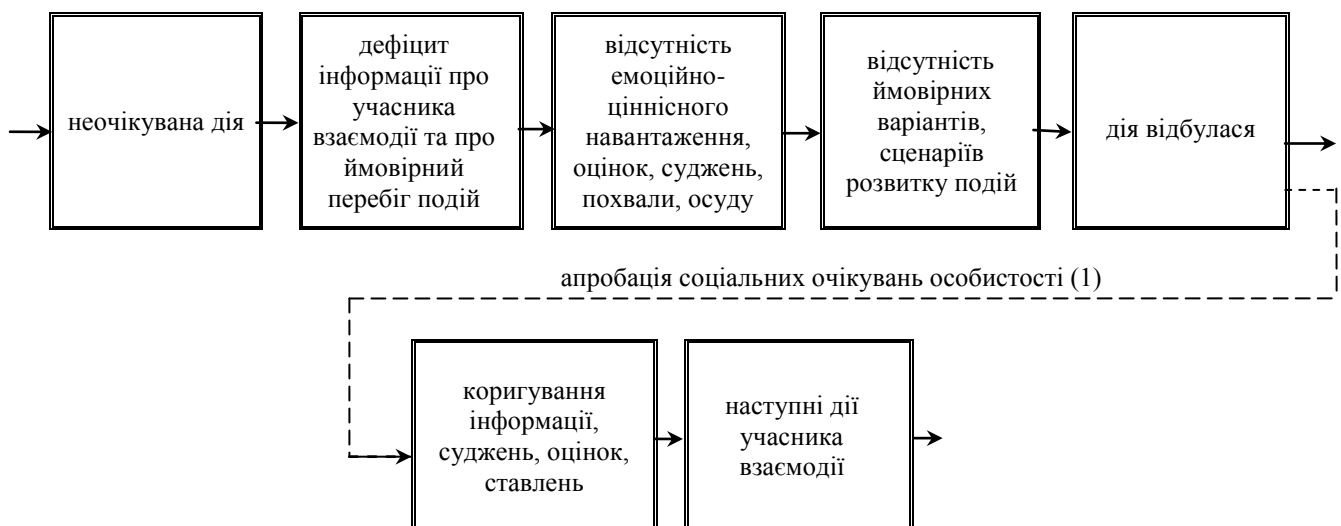 неочікувана дія
дефіцит
інформації про
учасника
взаємодії та про
ймовірний
перебіг подій
відсутність
емоційно-
ціннісного
навантаження,
оцінок, суджень,
похвали, осуду
відсутність
ймовірних
варіантів,
сценаріїв
розвитку подій
дія відбулася
апробація соціальних очікувань особистості (1)
коригування
інформації,
суджень, оцінок,
ставлень
наступні дії
учасника
взаємодії